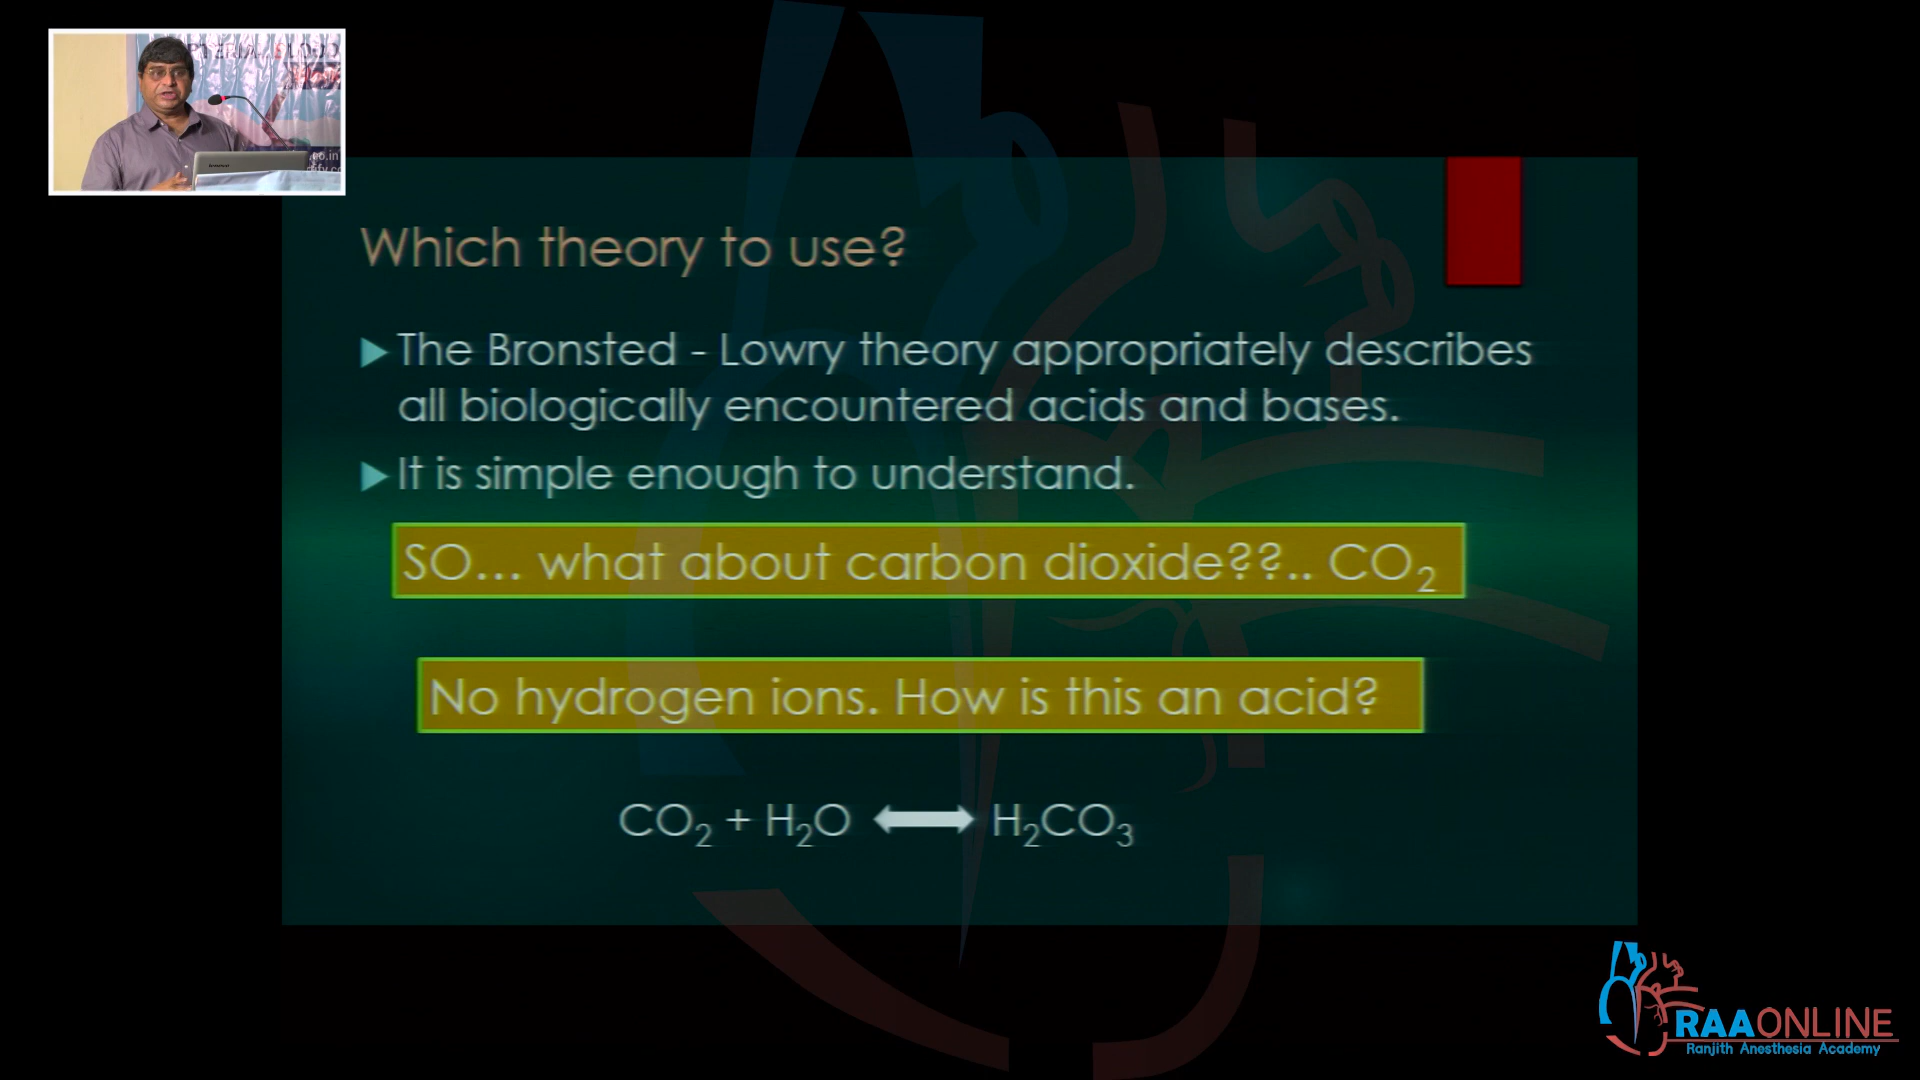 Which theory to use?
The Bronsted - Lowry theory appropriately describes
all biologically encountered acids and bases.
It is simple enough to understand.
SO... what about carbon dioxide??.. CO₂
No hydrogen ions. How is this an acid?
CO₂ + H₂O ⟷ H₂CO₃
RAAONLINE
Ranjith Anesthesia Academy
lenovo